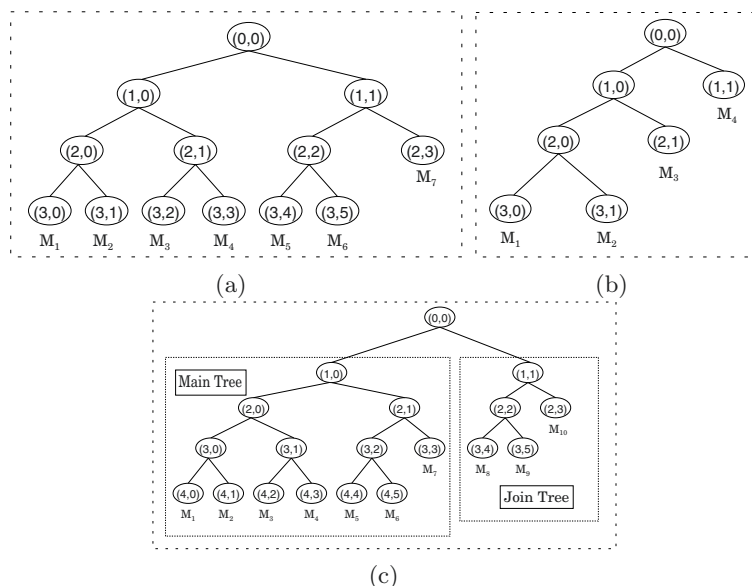 (0,0)
(1,0) (1,1)
(2,0) (2,1) (2,2) (2,3)
M₇
(3,0) (3,1) (3,2) (3,3) (3,4) (3,5)
M₁ M₂ M₃ M₄ M₅ M₆
(a)
(0,0)
(1,0) (1,1)
M₄
(2,0) (2,1)
M₃
(3,0) (3,1)
M₁ M₂
(b)
(0,0)
Main Tree
(1,0) (1,1)
(2,0) (2,1) (2,2) (2,3)
M₁₀
(3,0) (3,1) (3,2) (3,3) (3,4) (3,5)
M₇ M₈ M₉
(4,0) (4,1) (4,2) (4,3) (4,4) (4,5)
M₁ M₂ M₃ M₄ M₅ M₆
Join Tree
(c)